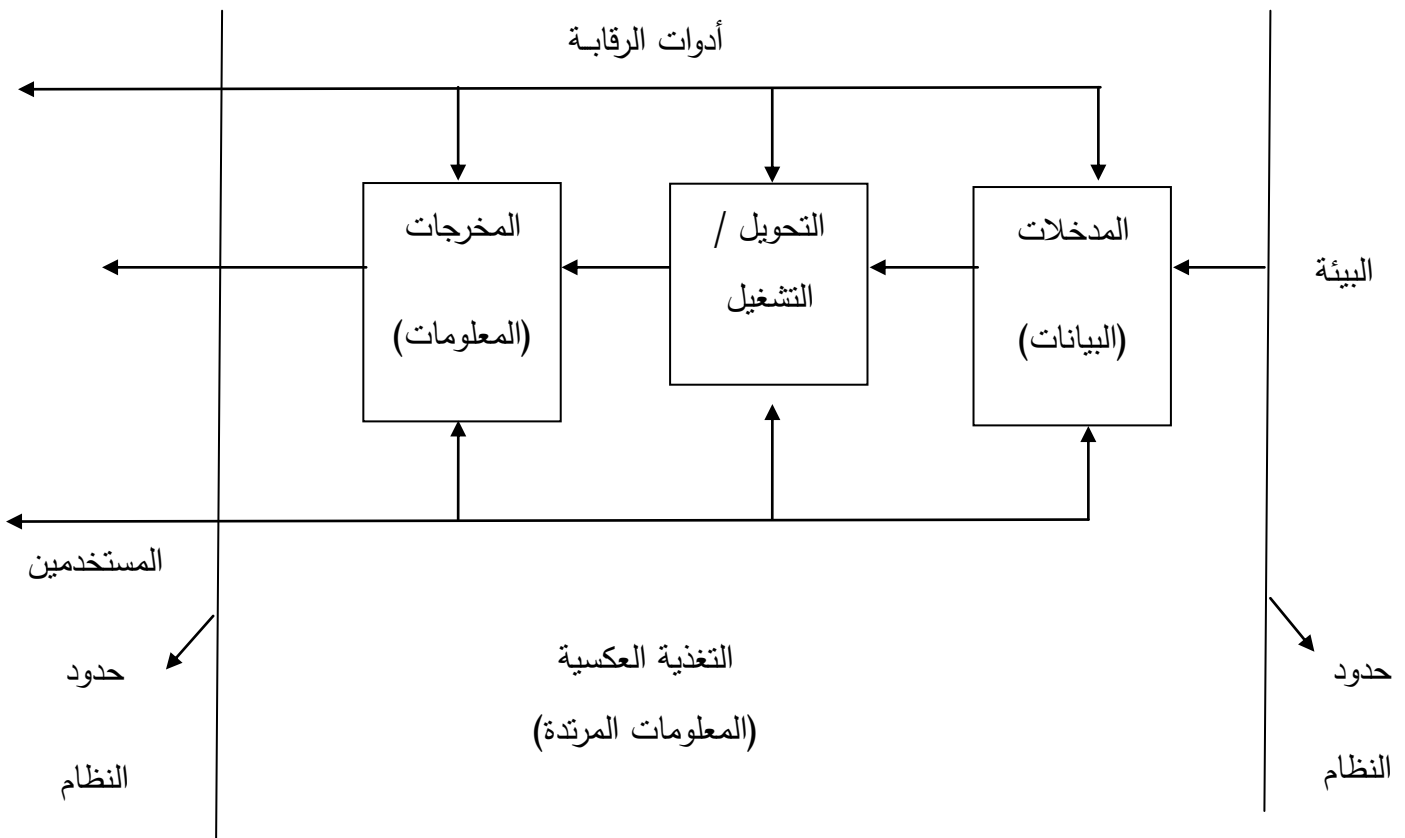 أدوات الرقابـة
المدخلات
(البيانات)
التحويل /
التشغيل
المخرجات
(المعلومات)
البيئة
المستخدمين
حدود
النظام
التغذية العكسية
(المعلومات المرتدة)
حدود
النظام